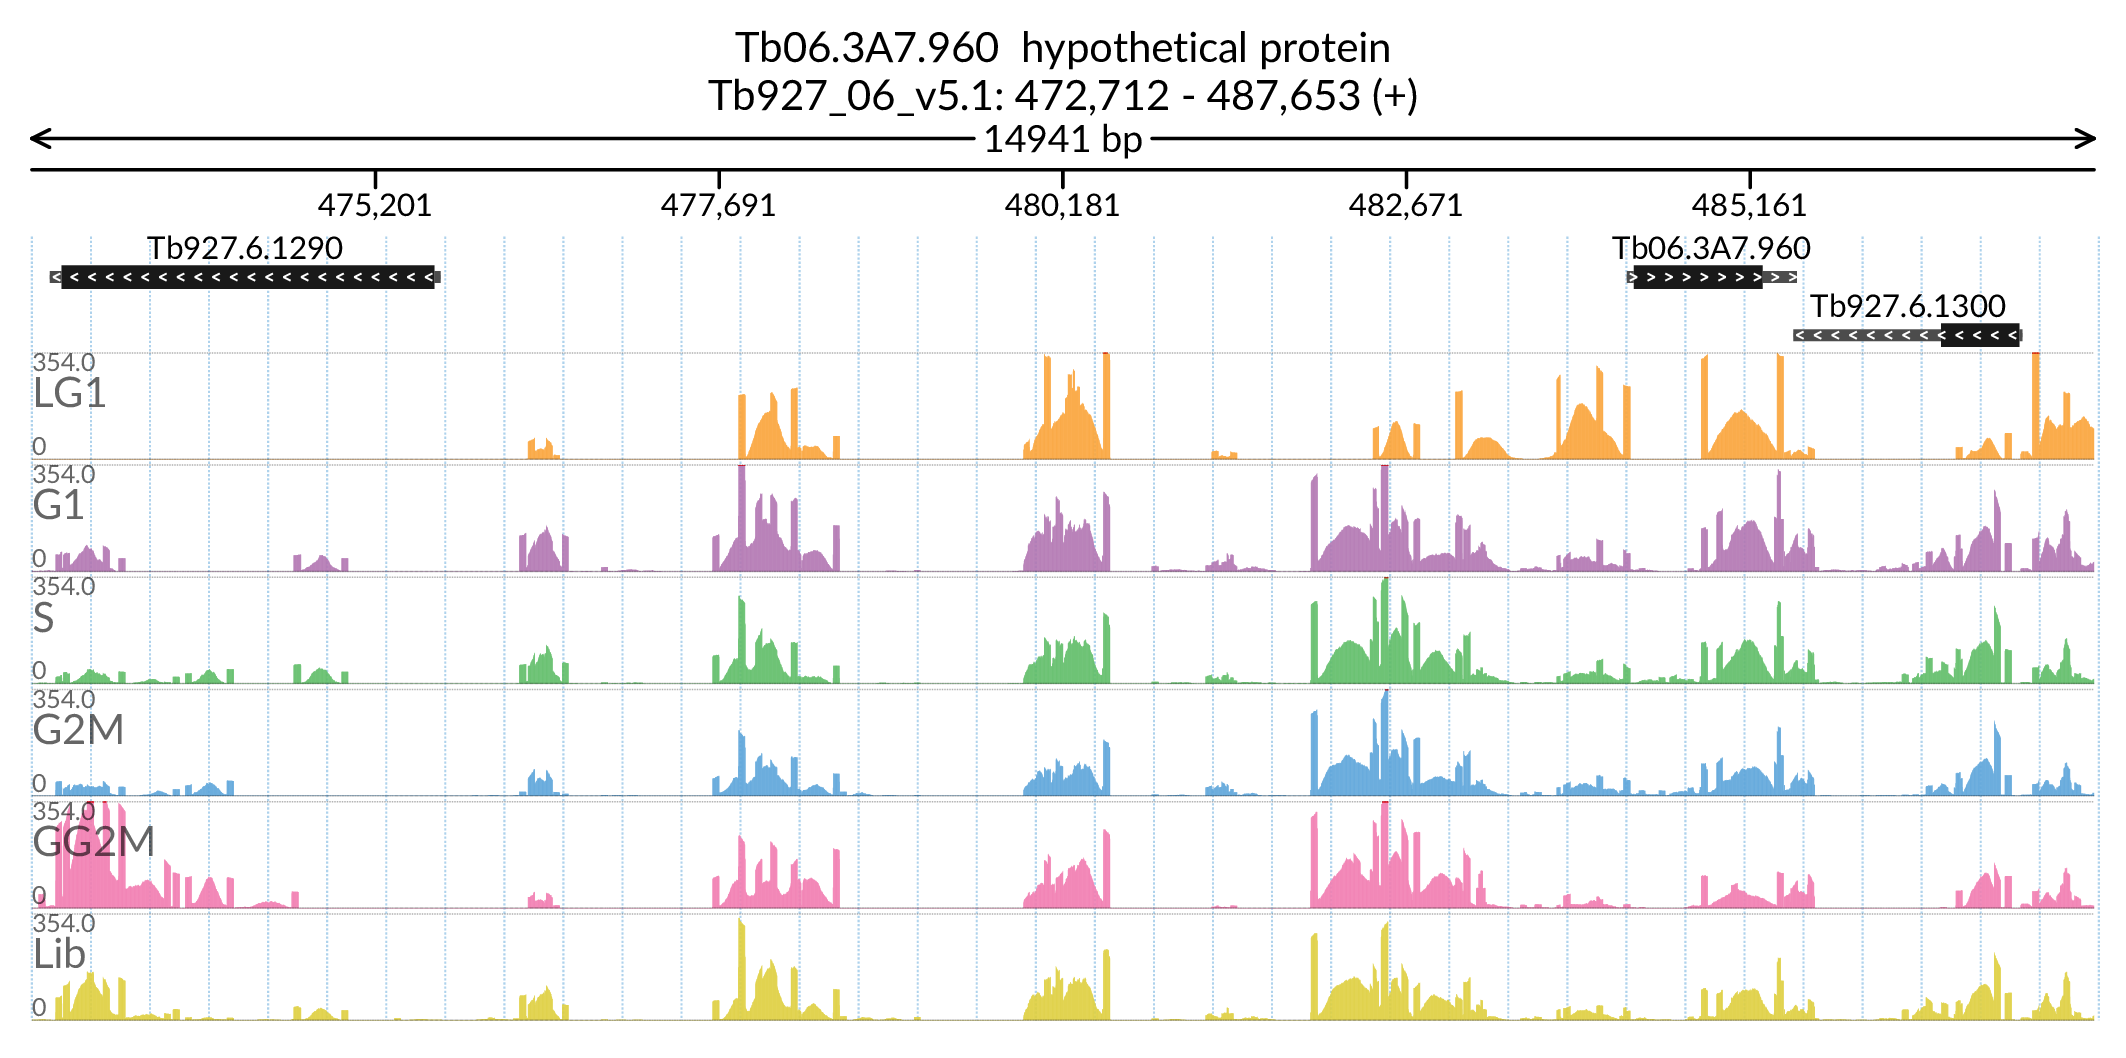 Tb06.3A7.960  hypothetical protein
Tb927_06_v5.1: 472,712 - 487,653 (+)
14941 bp
475,201 477,691 480,181 482,671 485,161
Tb927.6.1290 Tb06.3A7.960
Tb927.6.1300
354.0
LG1
0
354.0
G1
0
354.0
S
0
354.0
G2M
0
354.0
GG2M
0
354.0
Lib
0